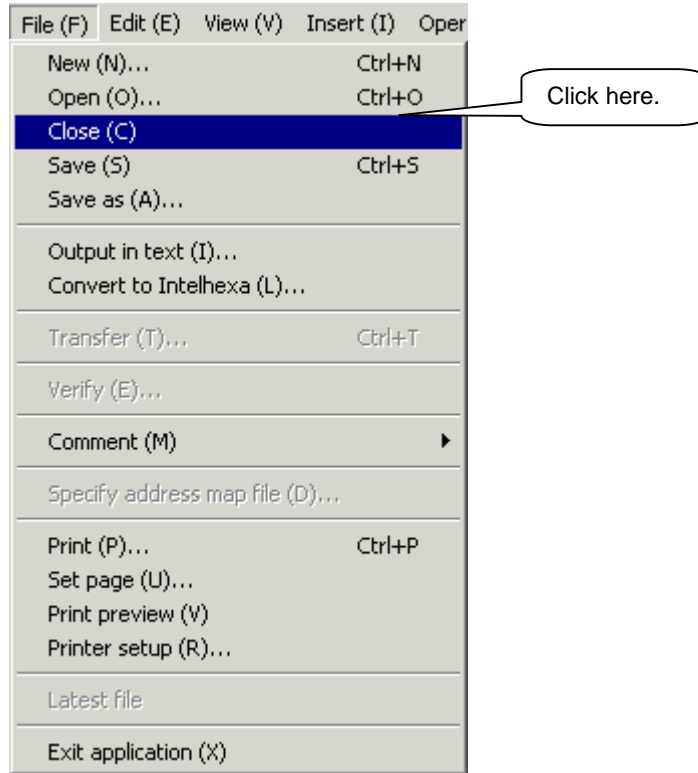 File (F) Edit (E) View (V) Insert (I) Oper
New (N)... Ctrl+N
Open (O)... Ctrl+O
Click here.
Close (C)
Save (S) Ctrl+S
Save as (A)...
Output in text (I)...
Convert to Intelhexa (L)...
Transfer (T)... Ctrl+T
Verify (E)...
Comment (M)
Specify address map file (D)...
Print (P)... Ctrl+P
Set page (U)...
Print preview (V)
Printer setup (R)...
Latest file
Exit application (X)